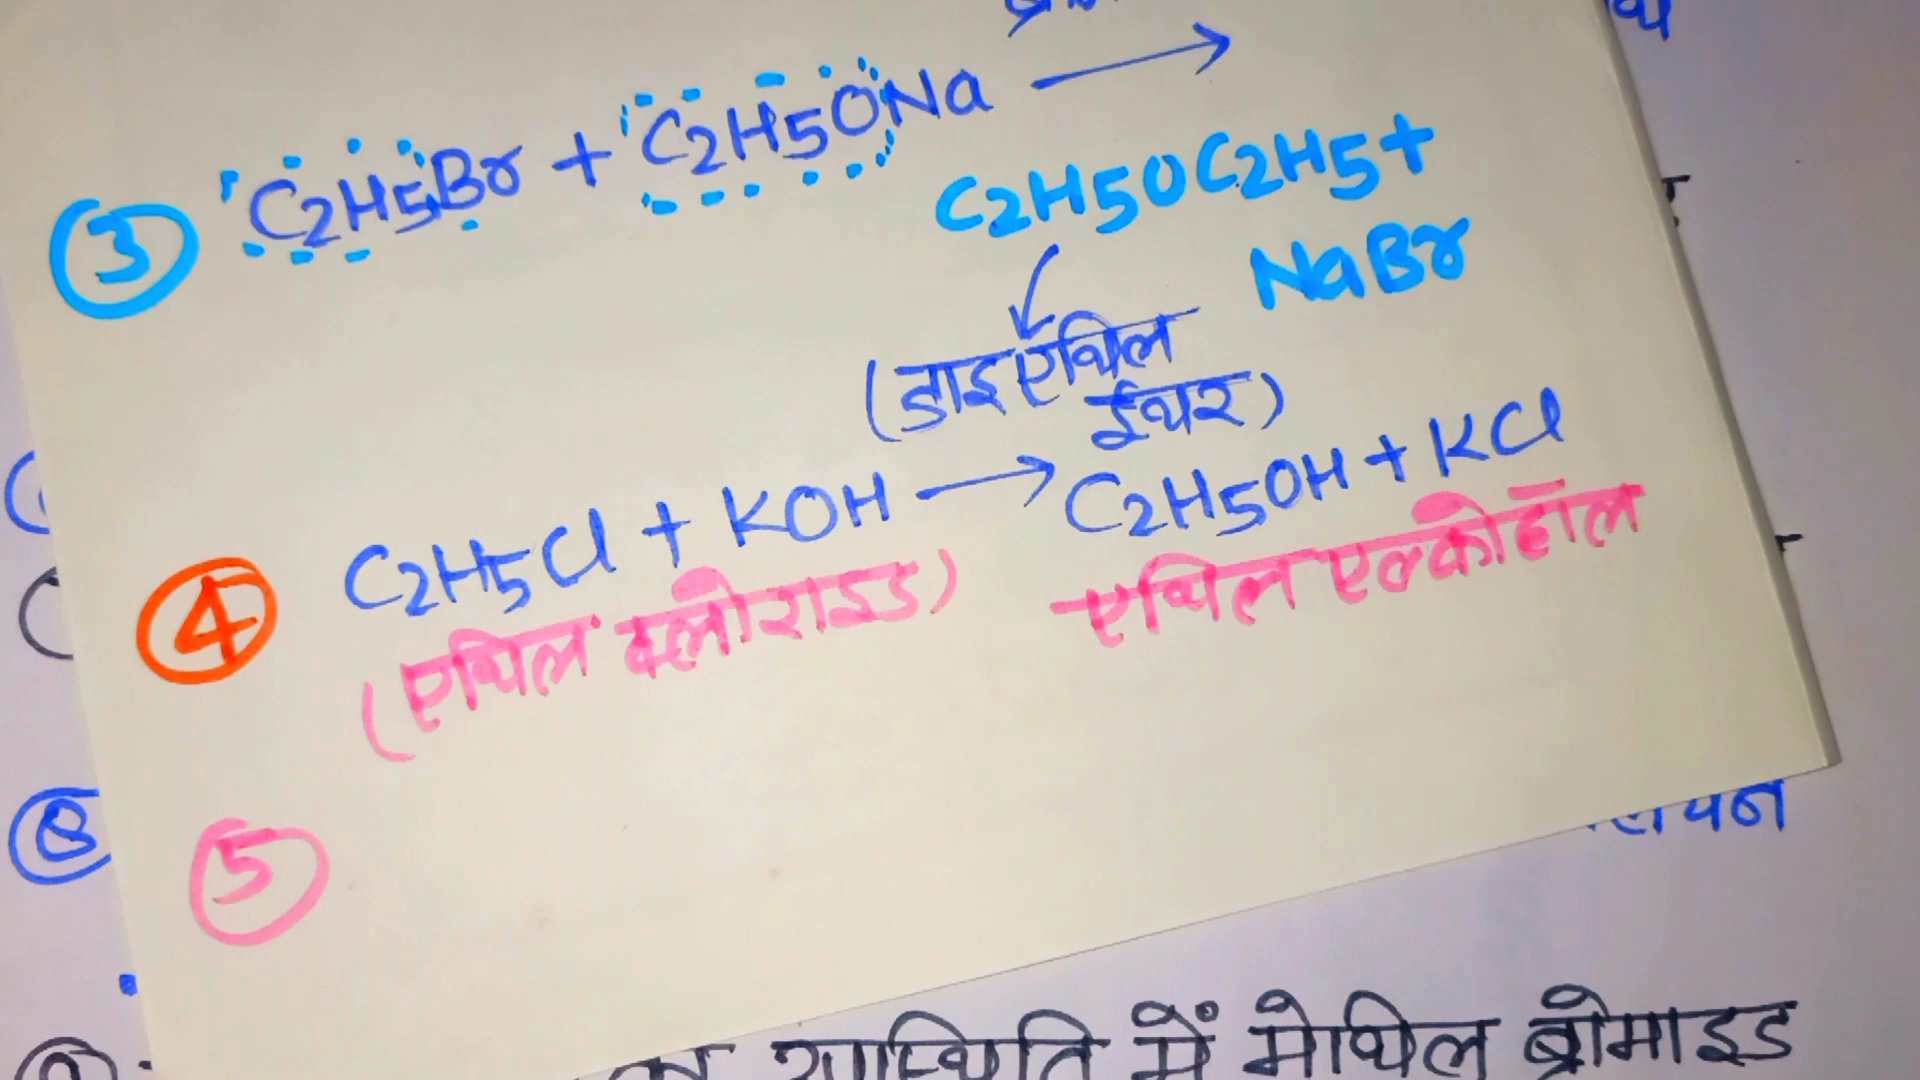 ③ C2H5Br + C2H5ONa →
C2H5OC2H5+
NaBr
(डाइएथिल
ईथर)
④ C2H5Cl + KOH → C2H5OH + KCl
(एथिल क्लोराइड) एथिल एल्कोहॉल
⑤
में मेथिल ब्रोमाइड